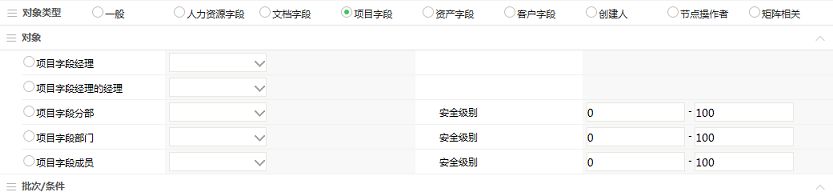 对象类型 一般 人力资源字段 文档字段 项目字段 资产字段 客户字段 创建人 节点操作者 矩阵相关
对象
项目字段经理
项目字段经理的经理
项目字段分部 安全级别 0 - 100
项目字段部门 安全级别 0 - 100
项目字段成员 安全级别 0 - 100
批次/条件